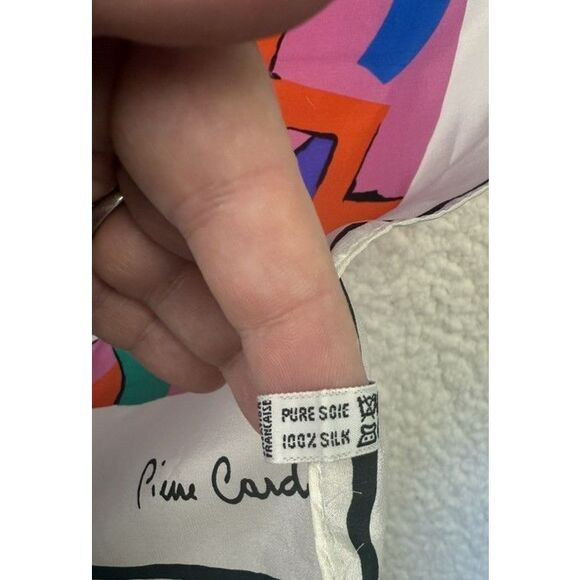 FRANÇAISE
PURE SOIE
100% SILK
Pierre Card